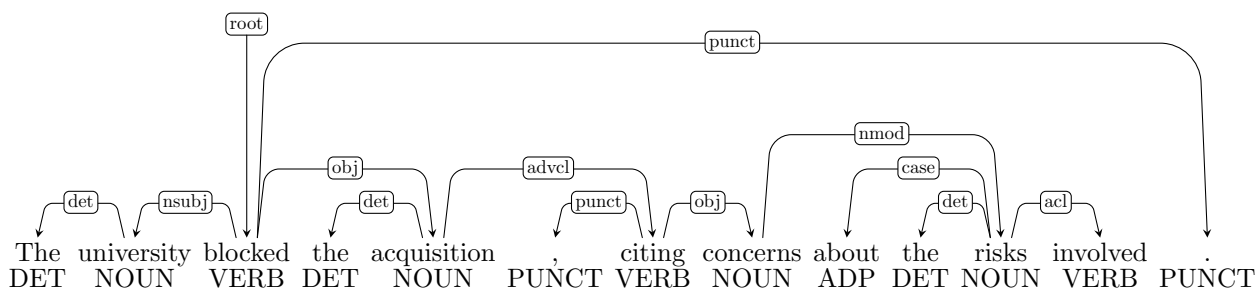 root
punct
nmod
obj advcl case
det nsubj det punct obj det acl
The university blocked the acquisition , citing concerns about the risks involved .
DET NOUN VERB DET NOUN PUNCT VERB NOUN ADP DET NOUN VERB PUNCT